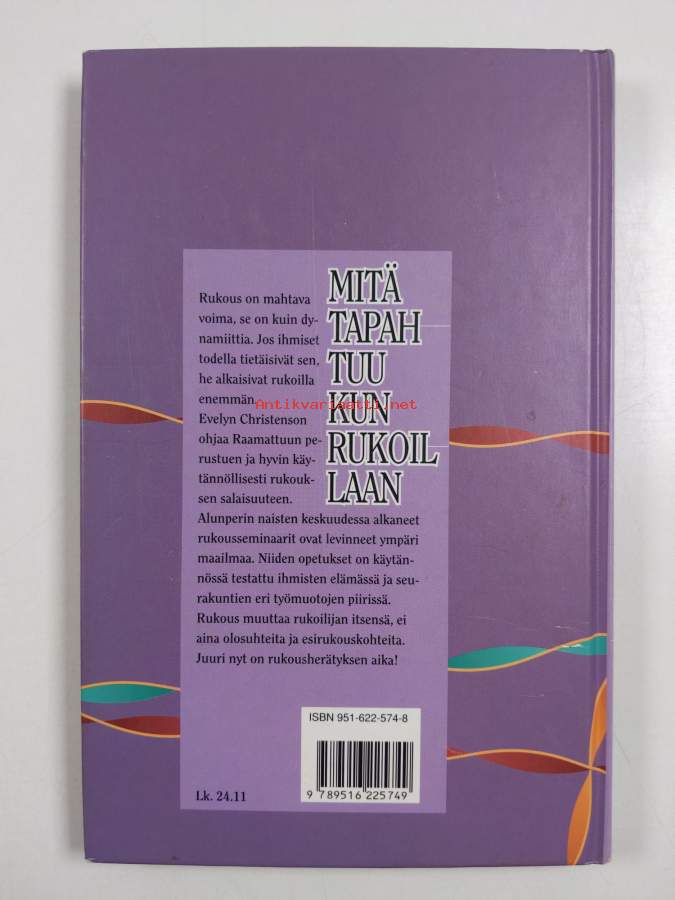 MITÄ
TAPAH
TUU
KUN
RUKOIL
LAAN
Rukous on mahtava
voima, se on kuin dy-
namiittia. Jos ihmiset
todella tietäisivät sen,
he alkaisivat rukoilla
enemmän.
Antikvariaatti.net
Evelyn Christenson
ohjaa Raamattuun pe-
rustuen ja hyvin käy-
tännöllisesti rukouk-
sen salaisuuteen.
Alunperin naisten keskuudessa alkaneet
rukousseminaarit ovat levinneet ympäri
maailmaa. Niiden opetukset on käytän-
nössä testattu ihmisten elämässä ja seu-
rakuntien eri työmuotojen piirissä.
Rukous muuttaa rukoilijan itsensä, ei
aina olosuhteita ja esirukouskohteita.
Juuri nyt on rukousherätyksen aika!
ISBN 951-622-574-8
9 789516 225749
Lk. 24.11